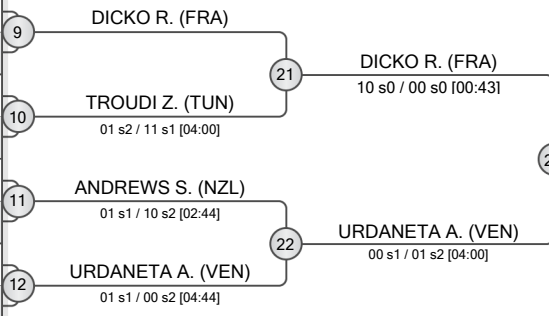 DICKO R. (FRA)
9
21
DICKO R. (FRA)
10 s0 / 00 s0 [00:43]
TROUDI Z. (TUN)
10
01 s2 / 11 s1 [04:00]
ANDREWS S. (NZL)
11
01 s1 / 10 s2 [02:44]
22
URDANETA A. (VEN)
00 s1 / 01 s2 [04:00]
URDANETA A. (VEN)
12
01 s1 / 00 s2 [04:44]